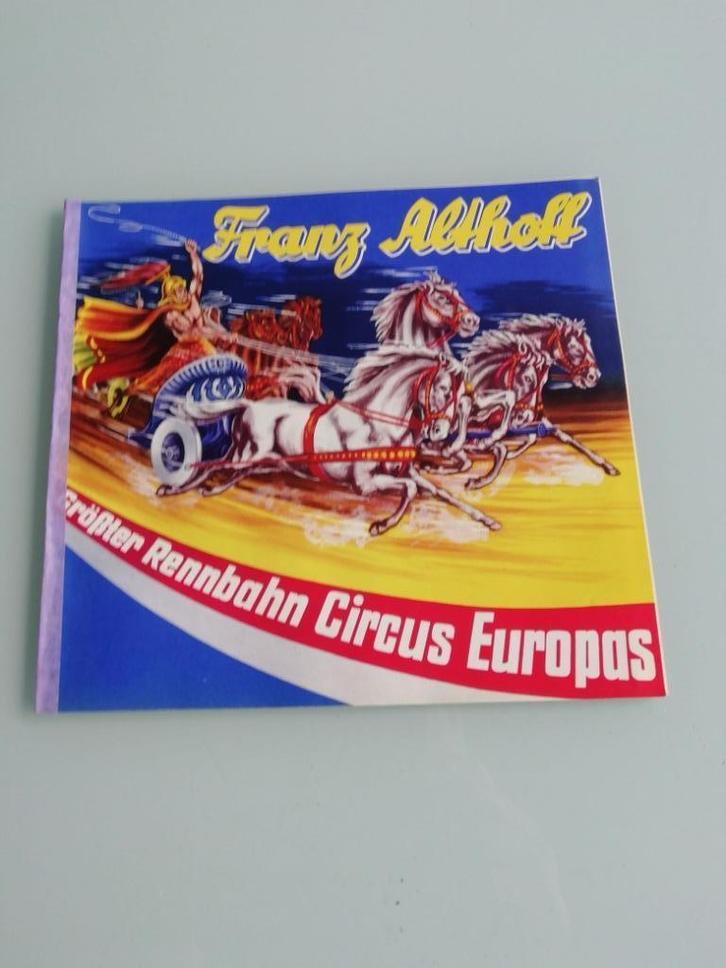 Franz Althoff
Größter Rennbahn Circus Europas